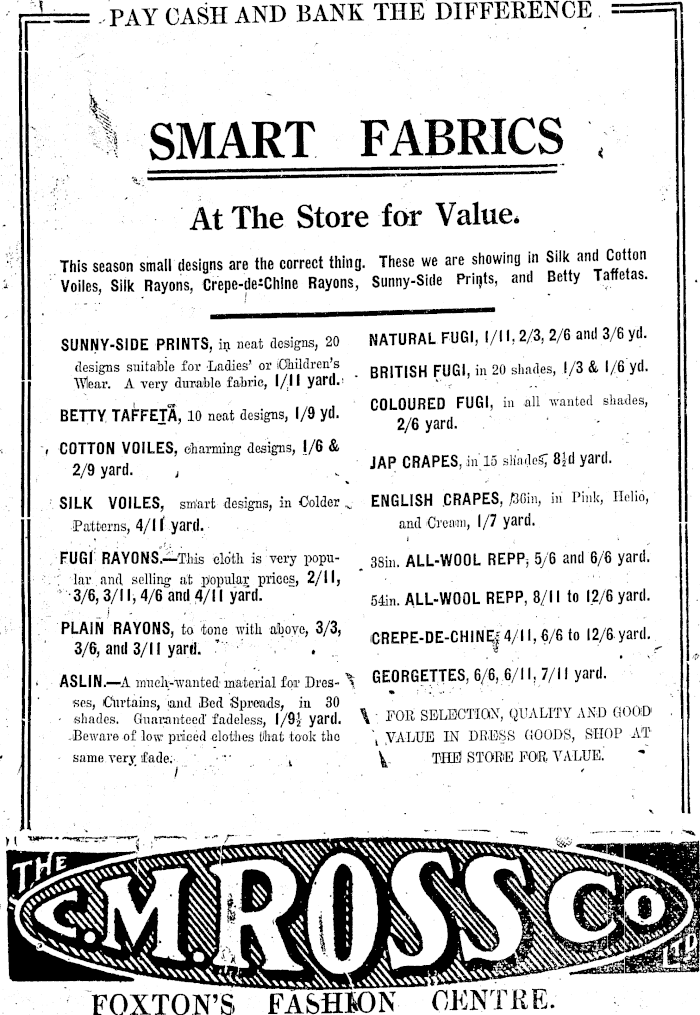 PAY CASH AND BANK THE DIFFERENCE
SMART FABRICS
At The Store for Value.
This season small designs are the correct thing. These we are showing in Silk and Cotton
Voiles, Silk Rayons, Crepe-de-Chine Rayons, Sunny-Side Prints, and Betty Taffetas.
SUNNY-SIDE PRINTS, in neat designs, 20
designs suitable for Ladies' or Children's
Wear. A very durable fabric, 1/11 yard.
BETTY TAFFETA, 10 neat designs, 1/9 yd.
COTTON VOILES, charming designs, 1/6 &
2/9 yard.
SILK VOILES, smart designs, in Colder
Patterns, 4/11 yard.
FUGI RAYONS.—This cloth is very popu-
lar and selling at popular prices, 2/11,
3/6, 3/11, 4/6 and 4/11 yard.
PLAIN RAYONS, to tone with above, 3/3,
3/6, and 3/11 yard.
ASLIN.—A much-wanted material for Dres-
ses, Curtains, and Bed Spreads, in 30
shades. Guaranteed fadeless, 1/9½ yard.
Beware of low priced clothes that took the
same very fade.
NATURAL FUGI, 1/11, 2/3, 2/6 and 3/6 yd.
BRITISH FUGI, in 20 shades, 1/3 & 1/6 yd.
COLOURED FUGI, in all wanted shades,
2/6 yard.
JAP CRAPES, in 15 shades, 8½d yard.
ENGLISH CRAPES, 36in, in Pink, Helio,
and Cream, 1/7 yard.
38in. ALL-WOOL REPP, 5/6 and 6/6 yard.
54in. ALL-WOOL REPP, 8/11 to 12/6 yard.
CREPE-DE-CHINE, 4/11, 6/6 to 12/6 yard.
GEORGETTES, 6/6, 6/11, 7/11 yard.
FOR SELECTION, QUALITY AND GOOD
VALUE IN DRESS GOODS, SHOP AT
THE STORE FOR VALUE.
THE C.M. ROSS CO LTD
FOXTON'S FASHION CENTRE.